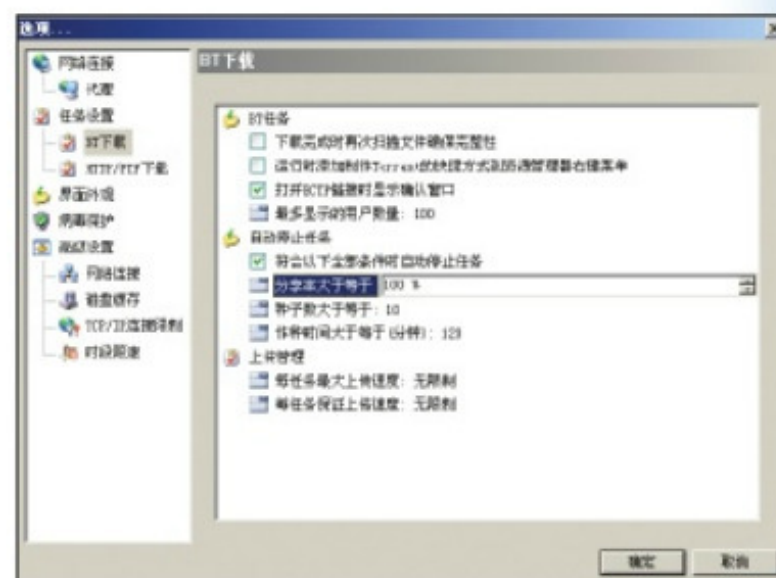 选项...
网络连接
代理
任务设置
BT下载
HTTP/FTP下载
界面外观
病毒保护
高级设置
网络连接
磁盘缓存
TCP/IP连接限制
时段限速
BT下载
BT任务
下载完成时再次扫描文件确保完整性
运行时添加制作Torrent的快捷方式到资源管理器右键菜单
打开BCTP链接时显示确认窗口
最多显示的用户数量: 100
自动停止任务
符合以下全部条件时自动停止任务
分享率大于等于 100 %
种子数大于等于: 10
作种时间大于等于(分钟): 120
上传管理
每任务最大上传速度: 无限制
每任务保证上传速度: 无限制
确定
取消